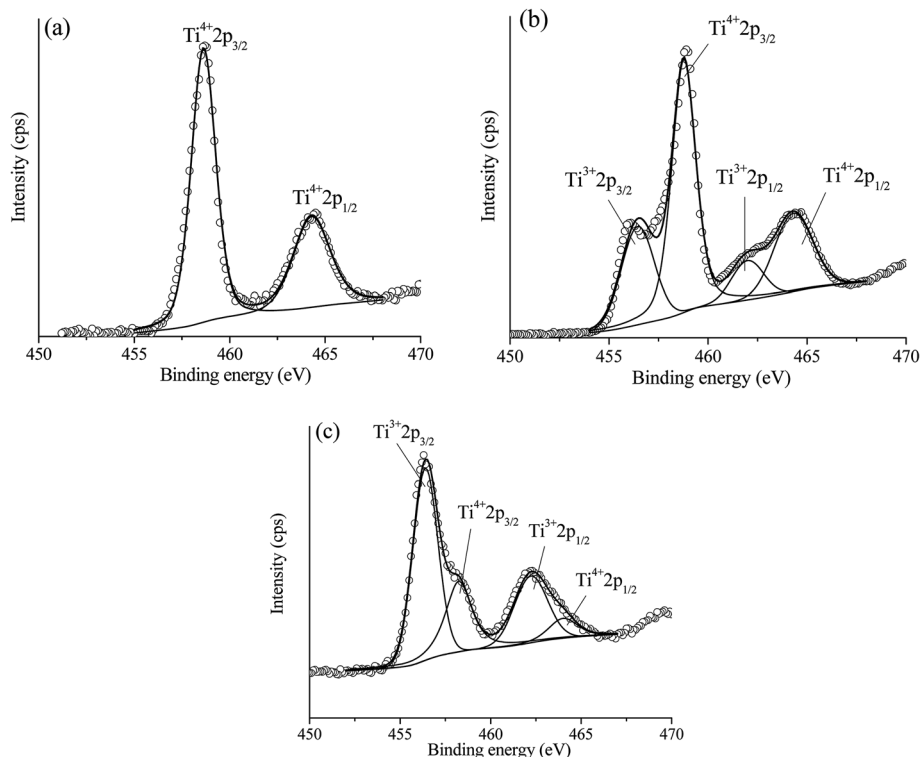 (a)
Ti⁴⁺2p₃/₂
Ti⁴⁺2p₁/₂
Intensity (cps)
450 455 460 465 470
Binding energy (eV)
(b)
Ti⁴⁺2p₃/₂
Ti³⁺2p₃/₂
Ti³⁺2p₁/₂
Ti⁴⁺2p₁/₂
Intensity (cps)
450 455 460 465 470
Binding energy (eV)
(c)
Ti³⁺2p₃/₂
Ti⁴⁺2p₃/₂
Ti³⁺2p₁/₂
Ti⁴⁺2p₁/₂
Intensity (cps)
450 455 460 465 470
Binding energy (eV)